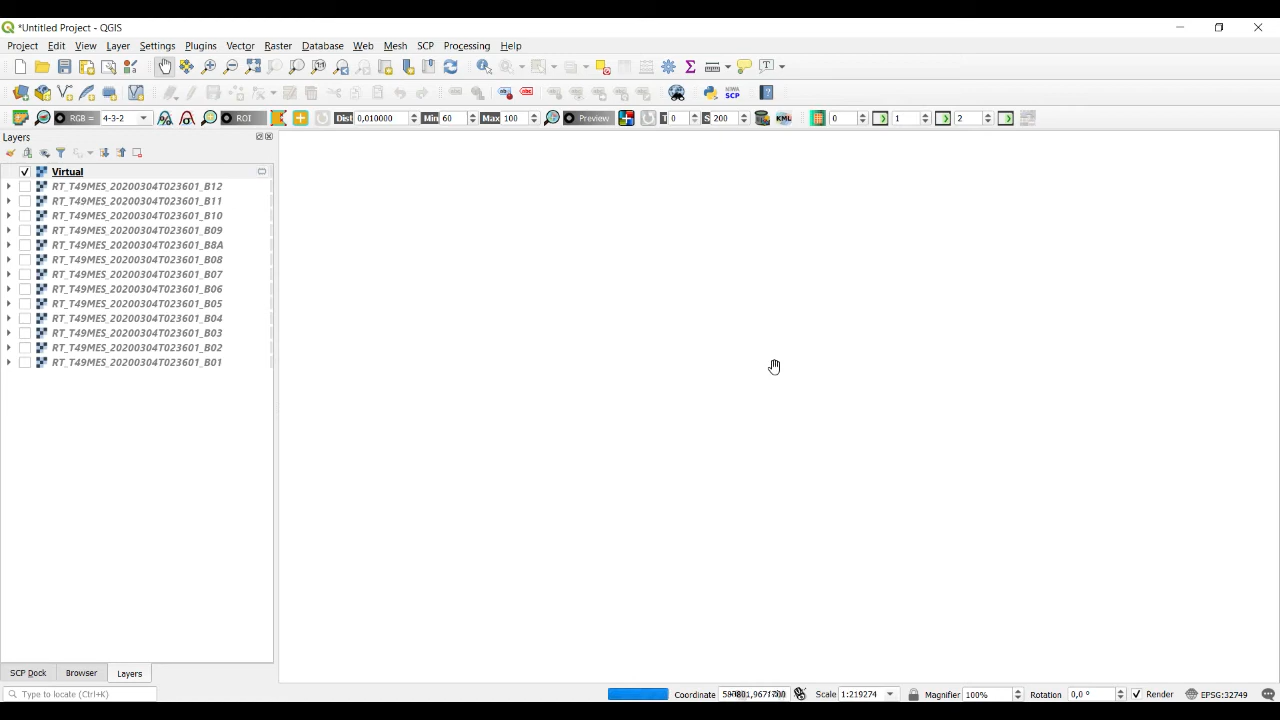 *Untitled Project - QGIS
Project Edit View Layer Settings Plugins Vector Raster Database Web Mesh SCP Processing Help
RGB = 4-3-2 ROI Dist 0,010000 Min 60 Max 100 Preview T 0 S 200 0 1 2
Layers
Virtual
RT_T49MES_20200304T023601_B12
RT_T49MES_20200304T023601_B11
RT_T49MES_20200304T023601_B10
RT_T49MES_20200304T023601_B09
RT_T49MES_20200304T023601_B8A
RT_T49MES_20200304T023601_B08
RT_T49MES_20200304T023601_B07
RT_T49MES_20200304T023601_B06
RT_T49MES_20200304T023601_B05
RT_T49MES_20200304T023601_B04
RT_T49MES_20200304T023601_B03
RT_T49MES_20200304T023601_B02
RT_T49MES_20200304T023601_B01
SCP Dock Browser Layers
Type to locate (Ctrl+K) Coordinate Scale 1:219274 Magnifier 100% Rotation 0,0 ° Render EPSG:32749